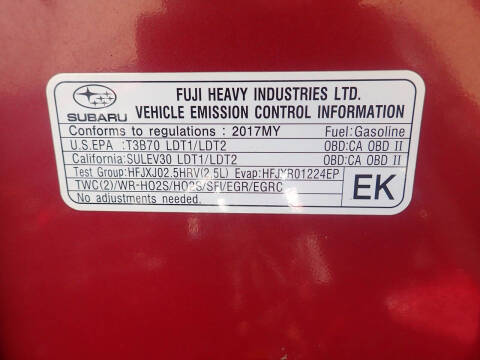 SUBARU
FUJI HEAVY INDUSTRIES LTD.
VEHICLE EMISSION CONTROL INFORMATION
Conforms to regulations : 2017MY Fuel:Gasoline
U.S.EPA :T3B70 LDT1/LDT2 OBD:CA OBD II
California:SULEV30 LDT1/LDT2 OBD:CA OBD II
Test Group:HFJXJ02.5HRV(2.5L) Evap:HFJXR01224EP
TWC(2)/WR-HO2S/HO2S/SFI/EGR/EGRC
No adjustments needed.
EK